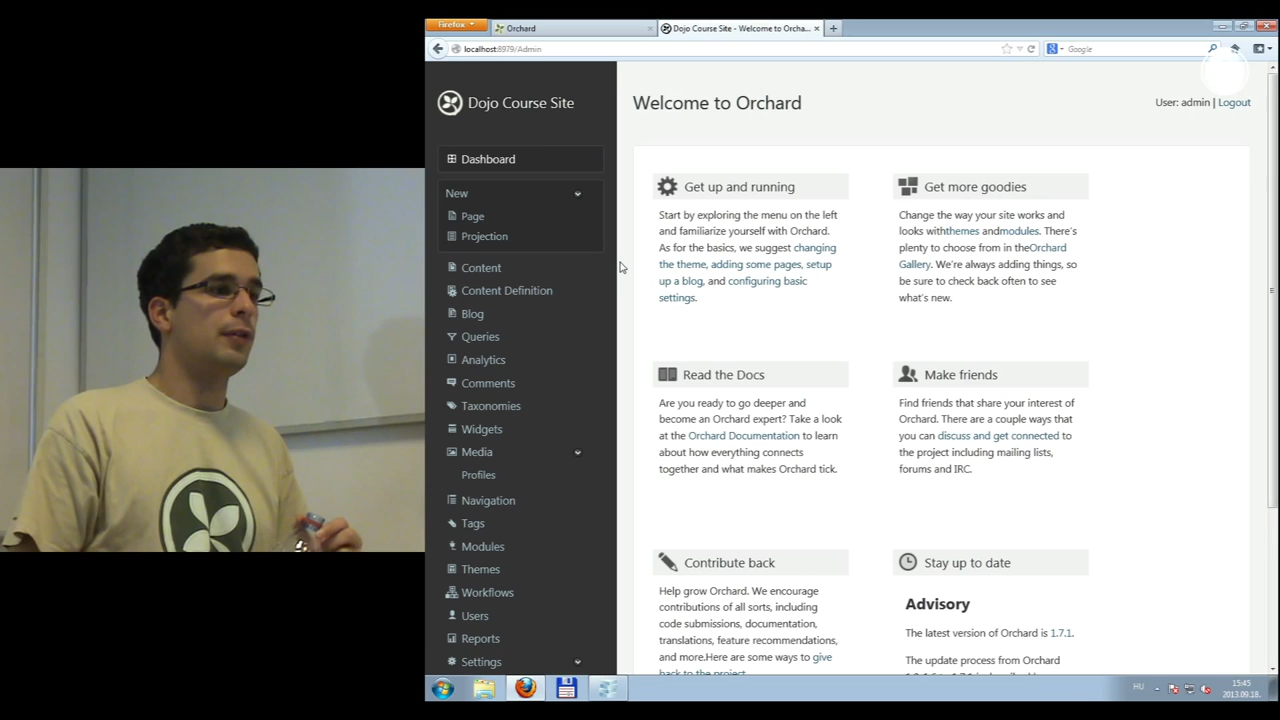 Firefox
Orchard
Dojo Course Site - Welcome to Orcha...
localhost:8979/Admin
Google
Dojo Course Site
Welcome to Orchard
User: admin | Logout
Dashboard
New
Page
Projection
Content
Content Definition
Blog
Queries
Analytics
Comments
Taxonomies
Widgets
Media
Profiles
Navigation
Tags
Modules
Themes
Workflows
Users
Reports
Settings
Get up and running
Start by exploring the menu on the left
and familiarize yourself with Orchard.
As for the basics, we suggest changing
the theme, adding some pages, setup
up a blog, and configuring basic
settings.
Get more goodies
Change the way your site works and
looks withthemes andmodules. There's
plenty to choose from in theOrchard
Gallery. We're always adding things, so
be sure to check back often to see
what's new.
Read the Docs
Are you ready to go deeper and
become an Orchard expert? Take a look
at the Orchard Documentation to learn
about how everything connects
together and what makes Orchard tick.
Make friends
Find friends that share your interest of
Orchard. There are a couple ways that
you can discuss and get connected to
the project including mailing lists,
forums and IRC.
Contribute back
Help grow Orchard. We encourage
contributions of all sorts, including
code submissions, documentation,
translations, feature recommendations,
and more.Here are some ways to give
back to the project.
Stay up to date
Advisory
The latest version of Orchard is 1.7.1.
The update process from Orchard
HU
15:45
2013.09.18.